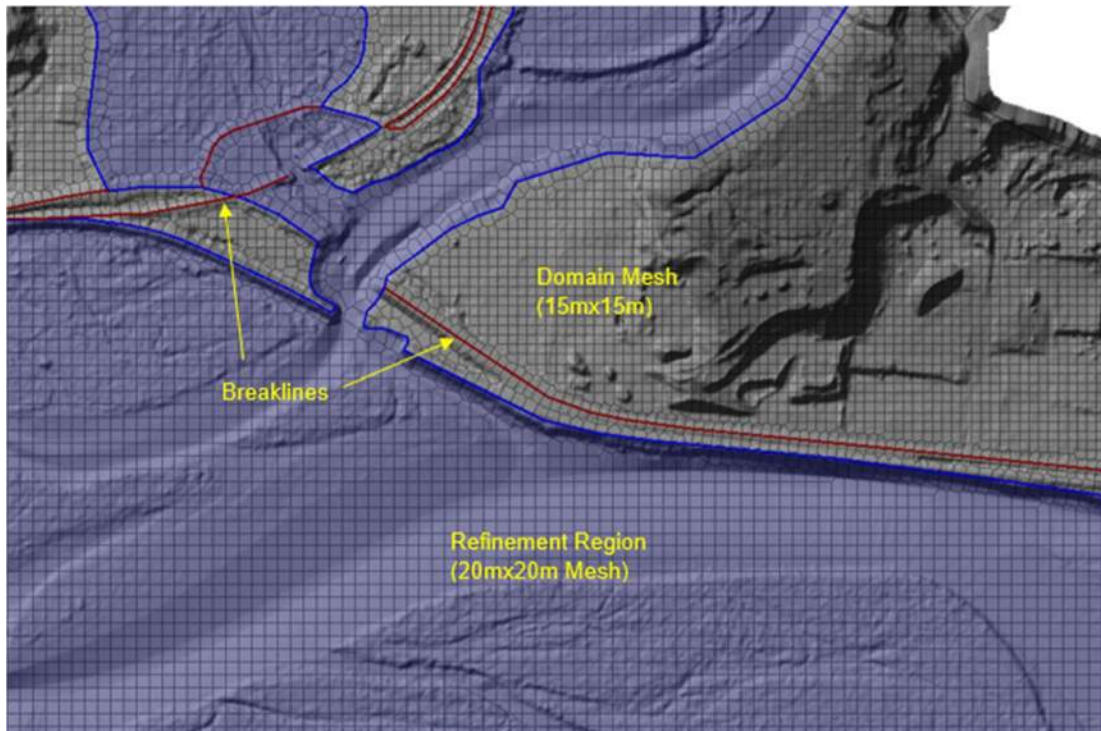 Domain Mesh
(15mx15m)
Breaklines
Refinement Region
(20mx20m Mesh)